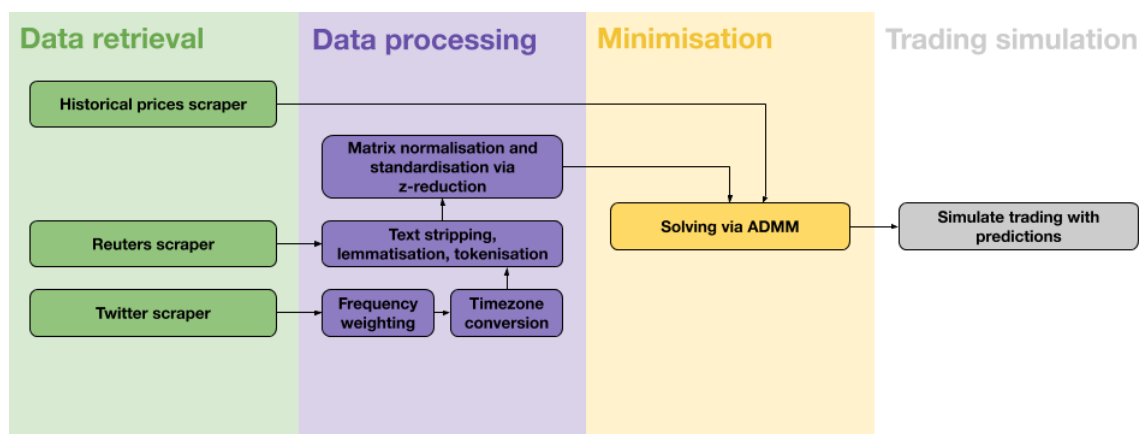 Data retrieval
Data processing
Minimisation
Trading simulation
Historical prices scraper
Matrix normalisation and
standardisation via
z-reduction
Reuters scraper
Text stripping,
lemmatisation, tokenisation
Solving via ADMM
Simulate trading with
predictions
Twitter scraper
Frequency
weighting
Timezone
conversion